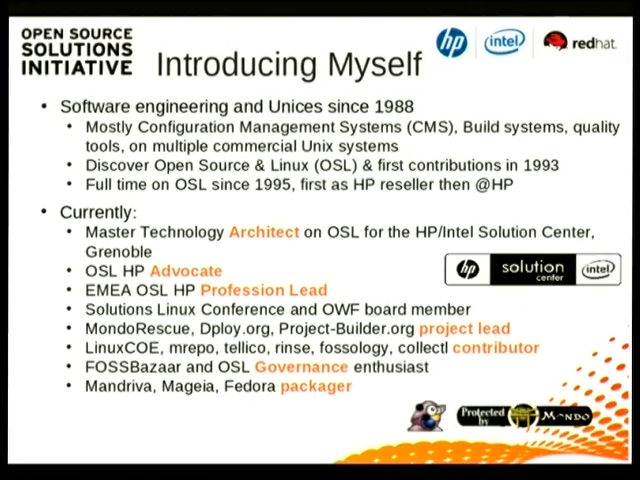 OPEN SOURCE
SOLUTIONS
INITIATIVE
Introducing Myself
hp
intel
redhat.
• Software engineering and Unices since 1988
• Mostly Configuration Management Systems (CMS), Build systems, quality
tools, on multiple commercial Unix systems
• Discover Open Source & Linux (OSL) & first contributions in 1993
• Full time on OSL since 1995, first as HP reseller then @HP
• Currently:
• Master Technology Architect on OSL for the HP/Intel Solution Center,
Grenoble
• OSL HP Advocate
• EMEA OSL HP Profession Lead
• Solutions Linux Conference and OWF board member
• MondoRescue, Dploy.org, Project-Builder.org project lead
• LinuxCOE, mrepo, tellico, rinse, fossology, collectl contributor
• FOSSBazaar and OSL Governance enthusiast
• Mandriva, Mageia, Fedora packager
hp
solution
center
intel
Protected
by
MONDO